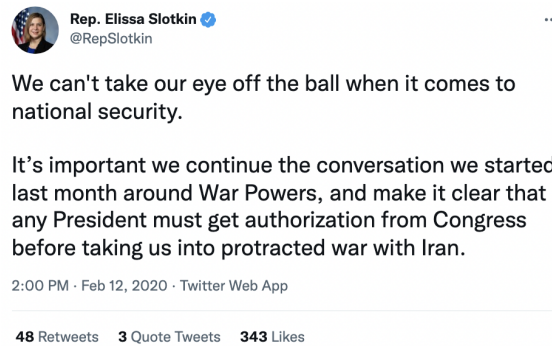 Rep. Elissa Slotkin
@RepSlotkin
We can't take our eye off the ball when it comes to
national security.
It’s important we continue the conversation we started
last month around War Powers, and make it clear that
any President must get authorization from Congress
before taking us into protracted war with Iran.
2:00 PM · Feb 12, 2020 · Twitter Web App
48 Retweets 3 Quote Tweets 343 Likes